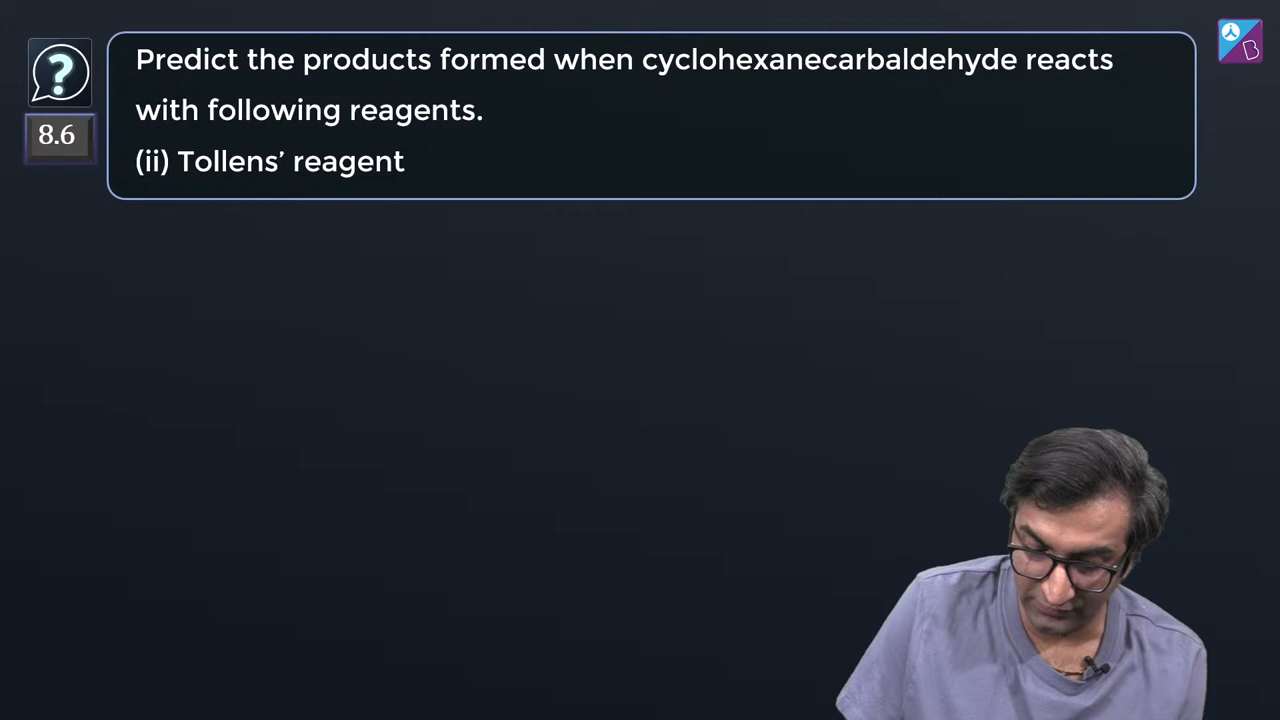 Predict the products formed when cyclohexanecarbaldehyde reacts
8.6
with following reagents.
(ii) Tollens’ reagent